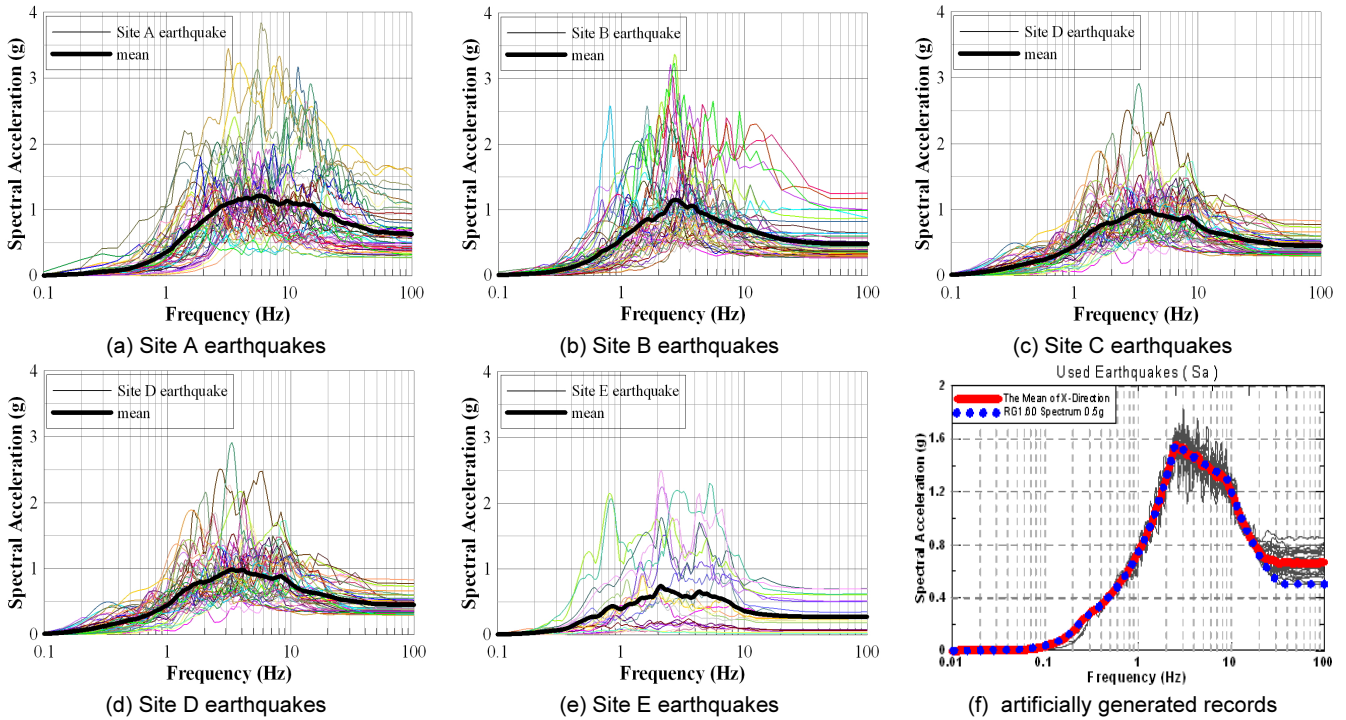 4
3
2
1
0
Spectral Acceleration (g)
Site A earthquake
mean
0.1 1 10 100
Frequency (Hz)
(a) Site A earthquakes
4
3
2
1
0
Spectral Acceleration (g)
Site B earthquake
mean
0.1 1 10 100
Frequency (Hz)
(b) Site B earthquakes
4
3
2
1
0
Spectral Acceleration (g)
Site D earthquake
mean
0.1 1 10 100
Frequency (Hz)
(c) Site C earthquakes
4
3
2
1
0
Spectral Acceleration (g)
Site D earthquake
mean
0.1 1 10 100
Frequency (Hz)
(d) Site D earthquakes
4
3
2
1
0
Spectral Acceleration (g)
Site E earthquake
mean
0.1 1 10 100
Frequency (Hz)
(e) Site E earthquakes
Used Earthquakes ( Sa )
2
1.6
1.2
0.8
0.4
0
Spectral Acceleration (g)
The Mean of X-Direction
RG1.60 Spectrum 0.5g
0.01 0.1 1 10 100
Frequency (Hz)
(f) artificially generated records